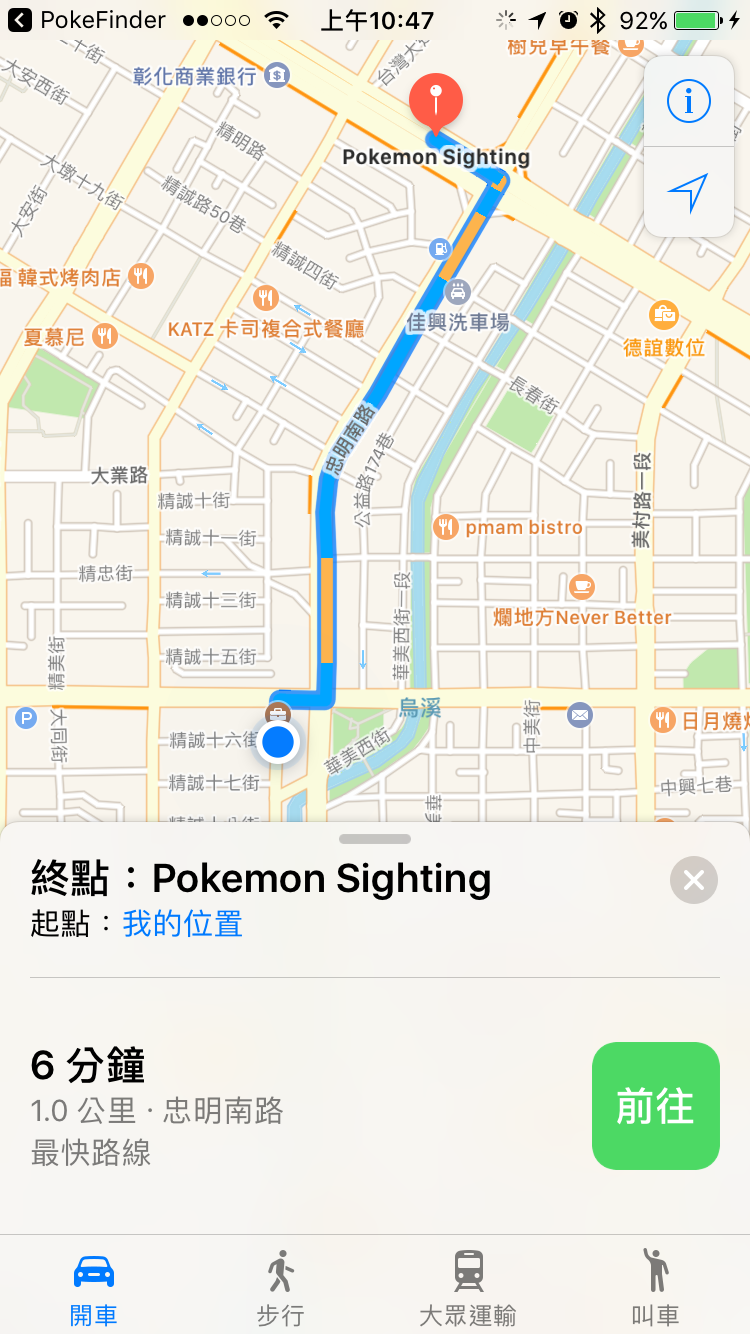 PokeFinder
上午10:47
92%
樹兒早午餐
彰化商業銀行
大安西街
精明路
Pokemon Sighting
大墩十九街
精誠路50巷
大安街
精誠四街
韓式烤肉店
KATZ 卡司複合式餐廳
佳興洗車場
夏慕尼
德誼數位
長春街
忠明南路
公益路174巷
大業路
美村路一段
精誠十街
pmam bistro
精誠十一街
精忠街
精誠十三街
華美西街一段
爛地方Never Better
精美街
精誠十五街
烏溪
P
大同街
精誠十六街
中美街
日月燒
華美西街
精誠十七街
中興七巷
終點：Pokemon Sighting
起點：我的位置
6 分鐘
1.0 公里 · 忠明南路
最快路線
前往
開車
步行
大眾運輸
叫車